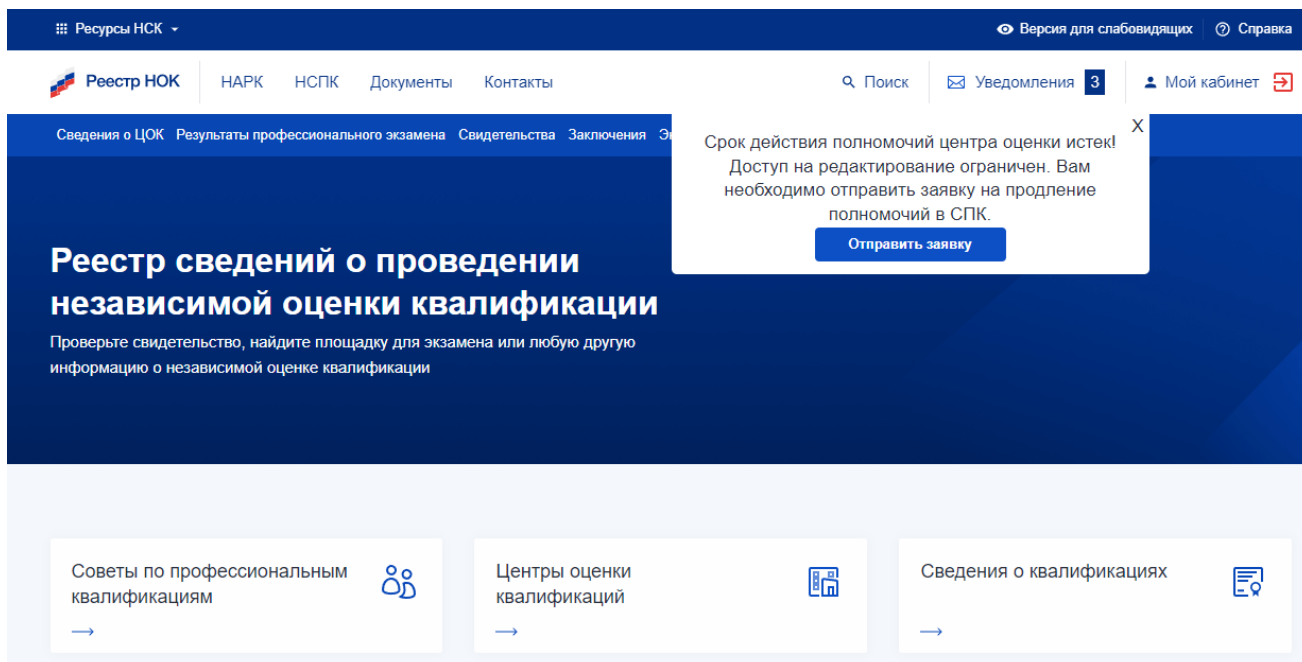 Ресурсы НСК
Версия для слабовидящих
Справка
Реестр НОК
НАРК
НСПК
Документы
Контакты
Поиск
Уведомления 3
Мой кабинет
Сведения о ЦОК Результаты профессионального экзамена Свидетельства Заключения
X
Срок действия полномочий центра оценки истек!
Доступ на редактирование ограничен. Вам
необходимо отправить заявку на продление
полномочий в СПК.
Отправить заявку
Реестр сведений о проведении
независимой оценки квалификации
Проверьте свидетельство, найдите площадку для экзамена или любую другую
информацию о независимой оценке квалификации
Советы по профессиональным
квалификациям
Центры оценки
квалификаций
Сведения о квалификациях